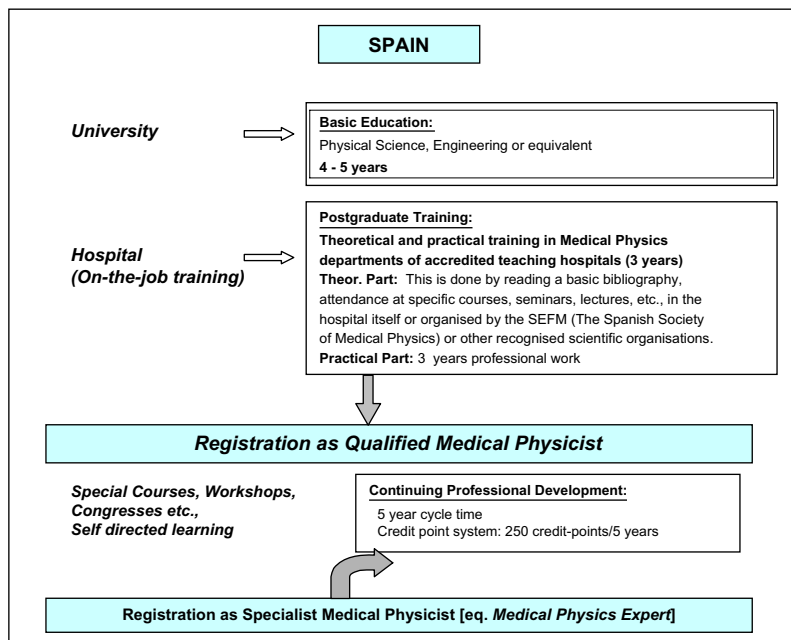 SPAIN
University
Basic Education:
Physical Science, Engineering or equivalent
4 - 5 years
Hospital
(On-the-job training)
Postgraduate Training:
Theoretical and practical training in Medical Physics
departments of accredited teaching hospitals (3 years)
Theor. Part: This is done by reading a basic bibliography,
attendance at specific courses, seminars, lectures, etc., in the
hospital itself or organised by the SEFM (The Spanish Society
of Medical Physics) or other recognised scientific organisations.
Practical Part: 3 years professional work
Registration as Qualified Medical Physicist
Special Courses, Workshops,
Congresses etc.,
Self directed learning
Continuing Professional Development:
5 year cycle time
Credit point system: 250 credit-points/5 years
Registration as Specialist Medical Physicist [eq. Medical Physics Expert]